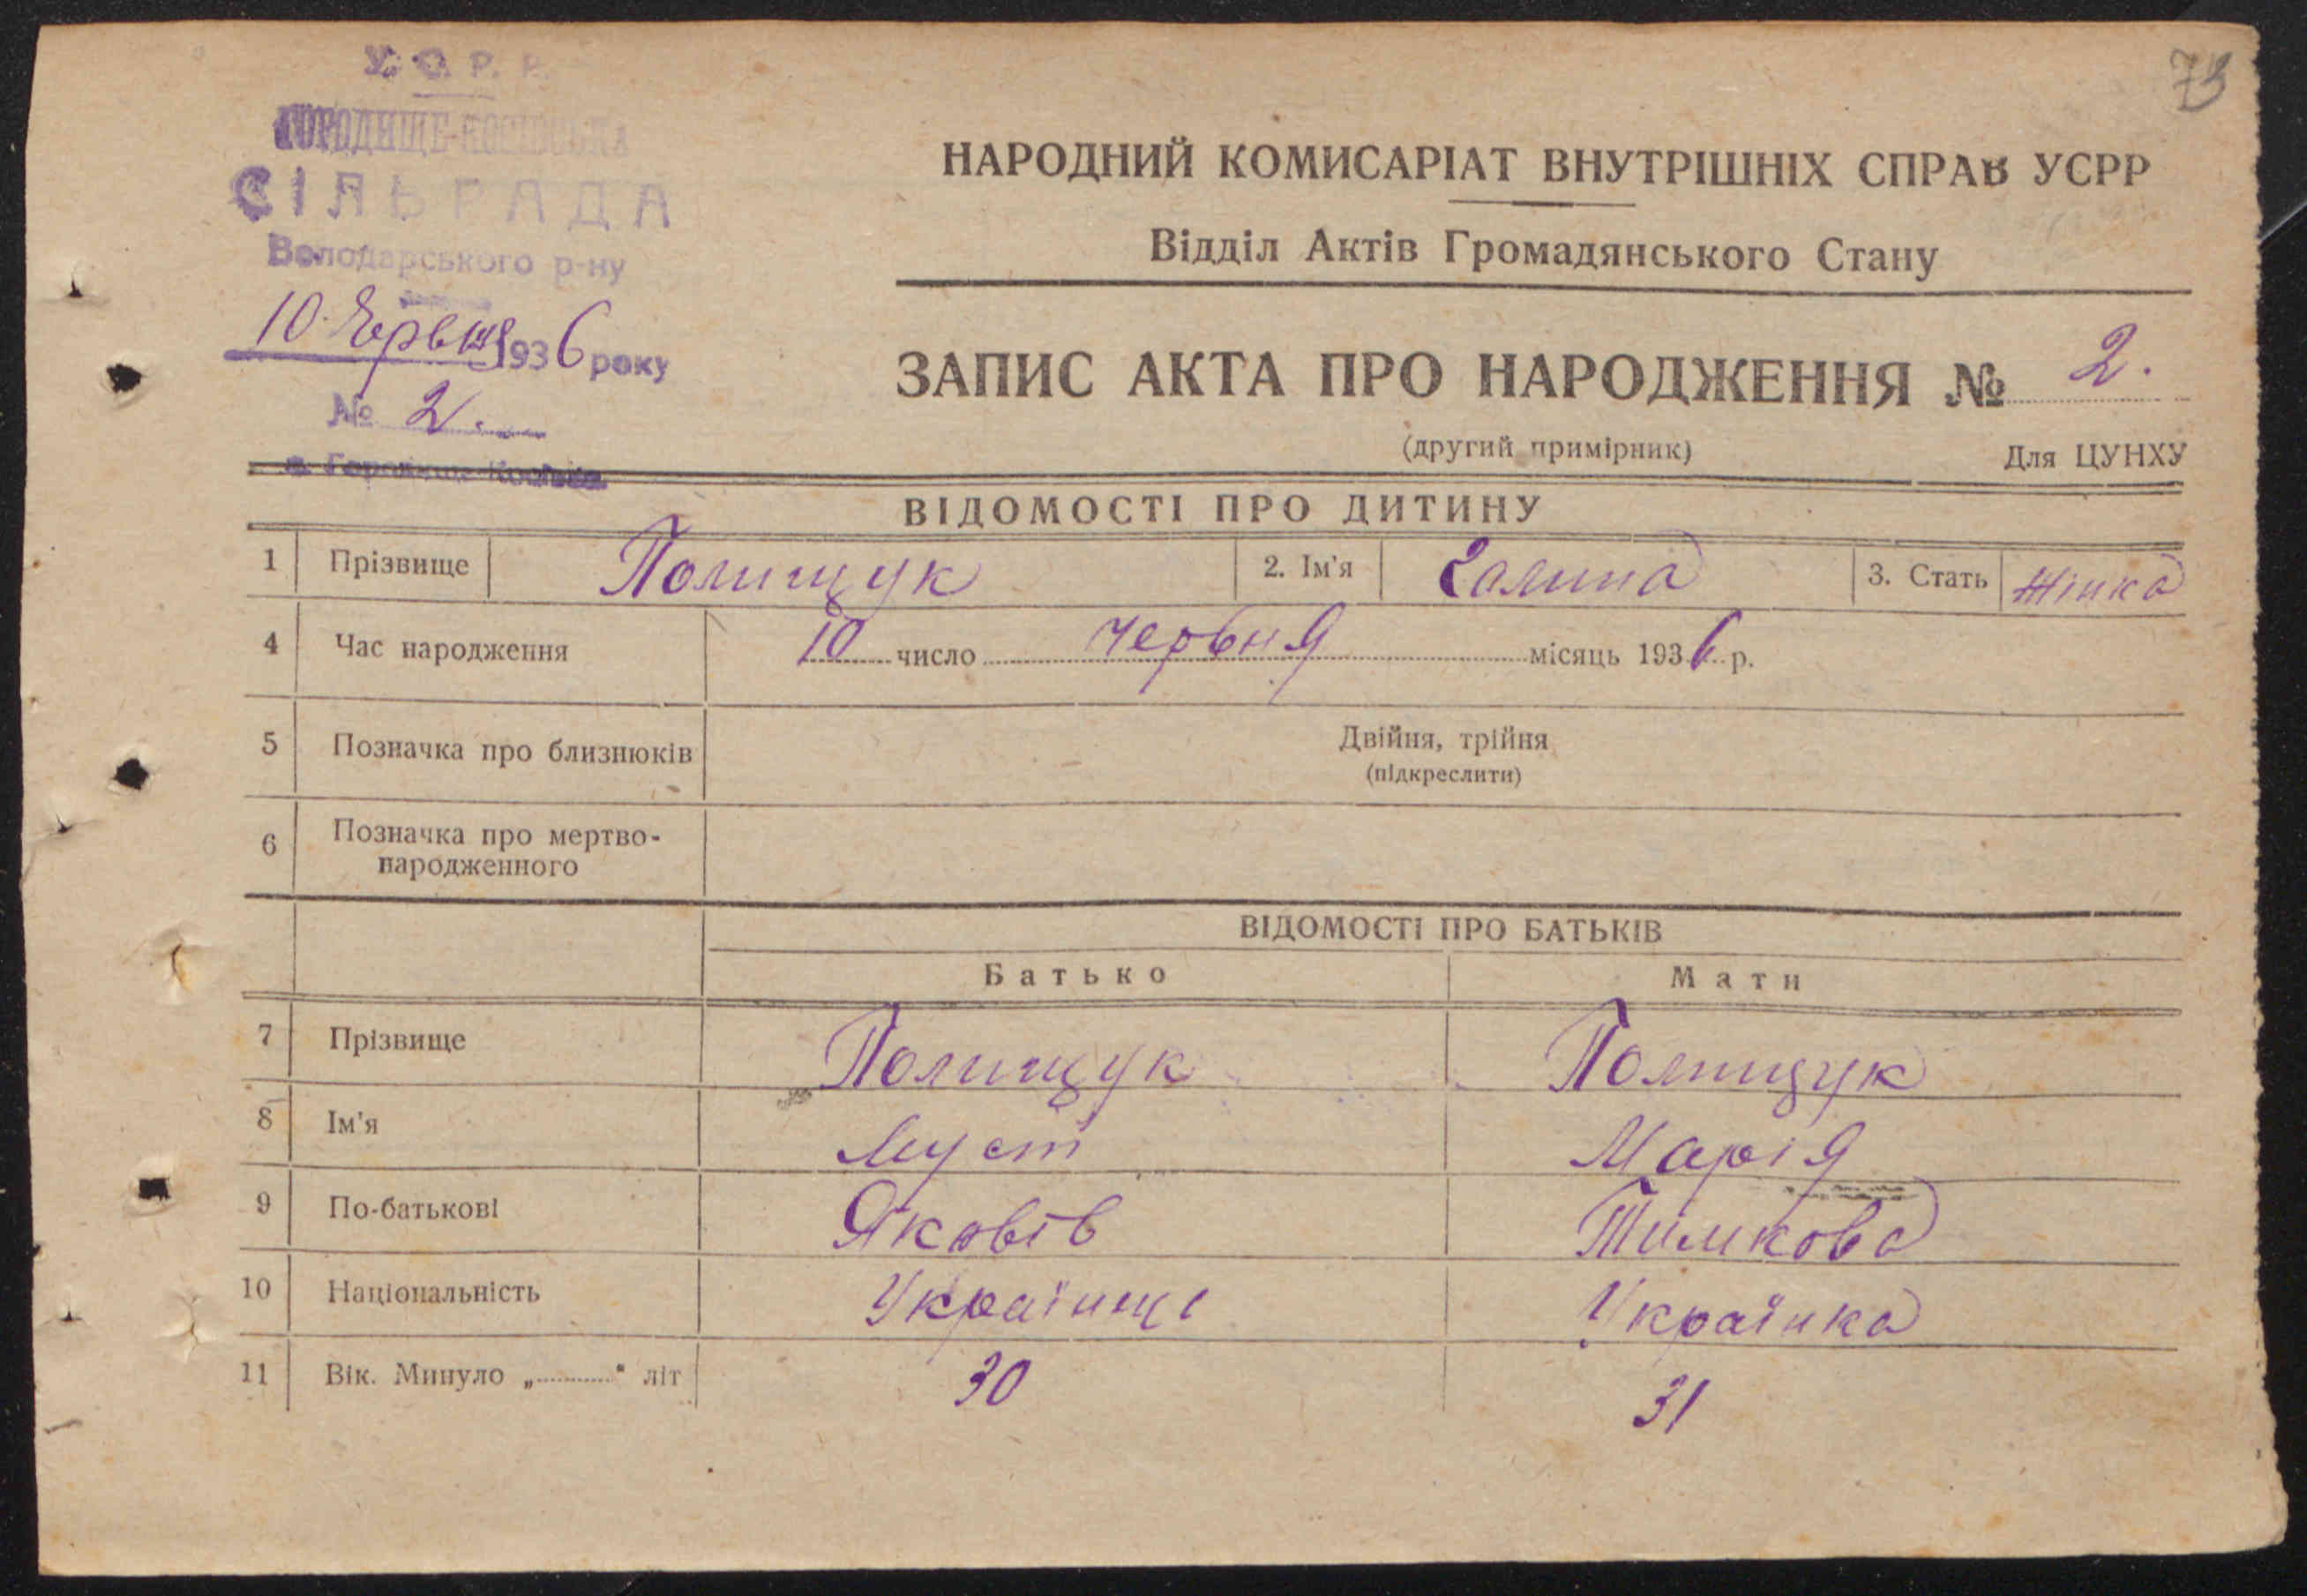 У. С. Р. Р.
73
ГОРОДИЩЕ-КОСІВСЬКА
СІЛЬРАДА
Володарського р-ну
10. Червня 1936 року
№ 2.
НАРОДНИЙ КОМИСАРІАТ ВНУТРІШНІХ СПРАВ УСРР
Відділ Актів Громадянського Стану
ЗАПИС АКТА ПРО НАРОДЖЕННЯ № 2.
(другий примірник) Для ЦУНХУ
ВІДОМОСТІ ПРО ДИТИНУ
1 Прізвище Полищук 2. Ім'я Галина 3. Стать жінка
4 Час народження 10 число червня місяць 1936 р.
5 Позначка про близнюків Двійня, трійня
(підкреслити)
6 Позначка про мертво-
народженного
ВІДОМОСТІ ПРО БАТЬКІВ
Батько Мати
7 Прізвище Полищук Полищук
8 Ім'я Марія
9 По-батькові Яковів Тимкова
10 Національність Українці Українка
11 Вік. Минуло „ “ літ 30 31